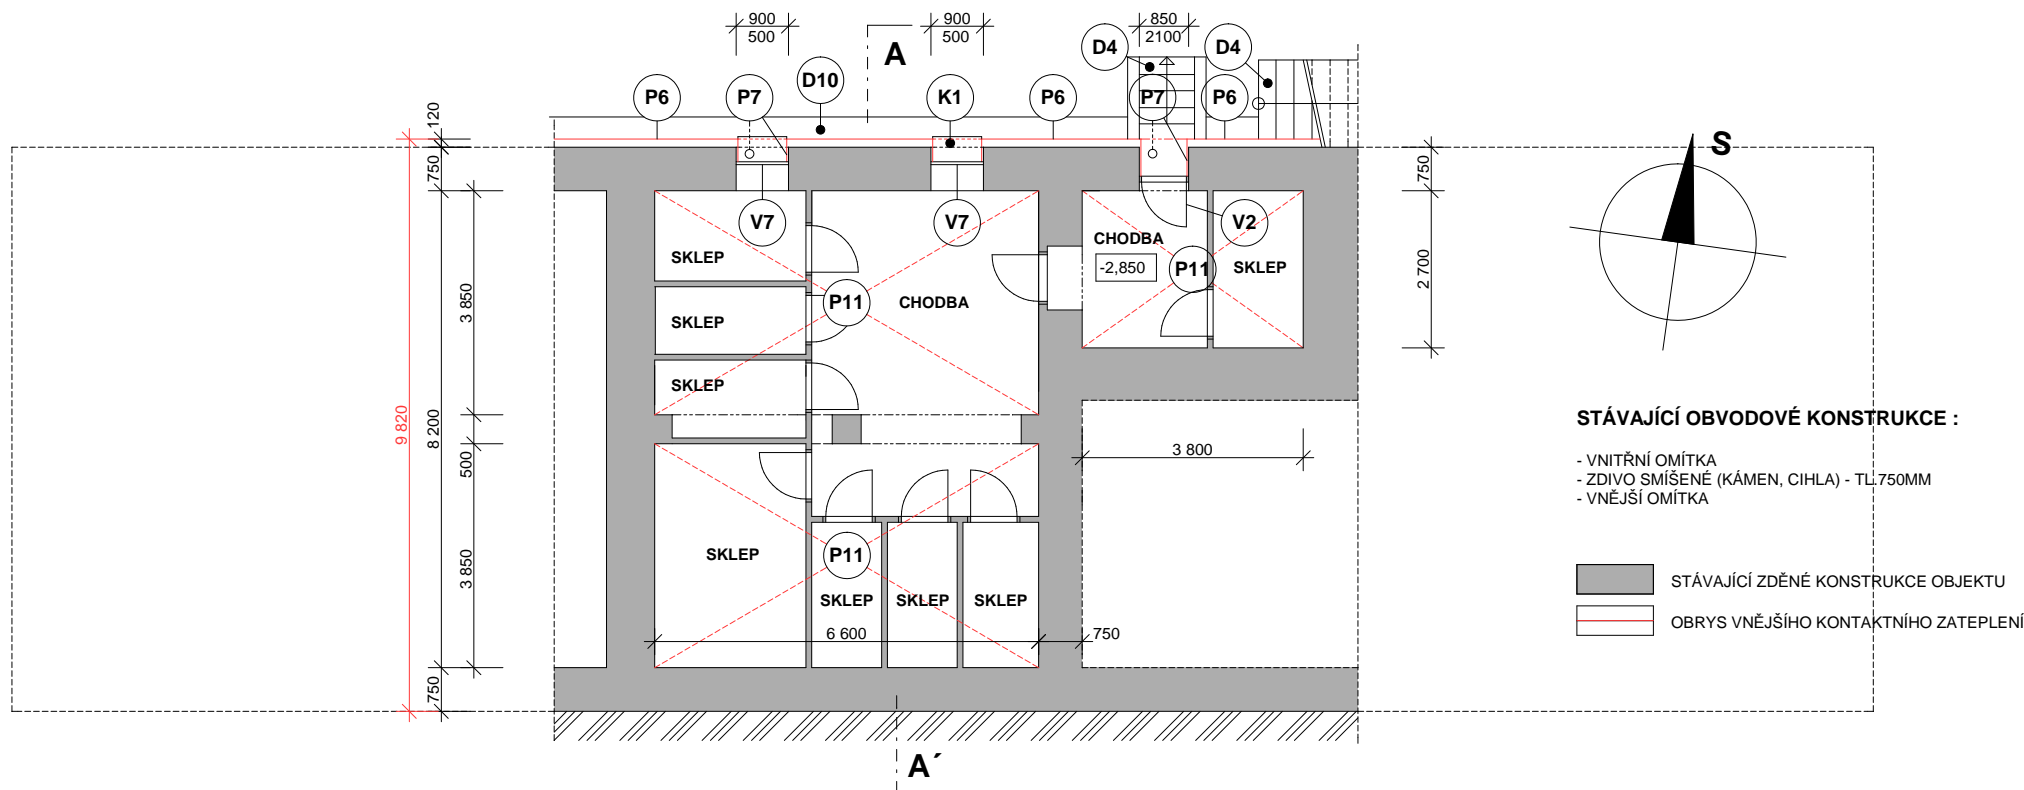 900
500
900
500
850
2100
A
D4
D4
D10
P6
P7
K1
P6
P7
P6
120
750
750
S
V7
V7
V2
SKLEP
CHODBA
-2,850
P11
SKLEP
2 700
3 850
P11
CHODBA
SKLEP
SKLEP
9 820
8 200
500
3 800
STÁVAJÍCÍ OBVODOVÉ KONSTRUKCE :
- VNITŘNÍ OMÍTKA
- ZDIVO SMÍŠENÉ (KÁMEN, CIHLA) - TL.750MM
- VNĚJŠÍ OMÍTKA
3 850
SKLEP
P11
SKLEP
SKLEP
SKLEP
STÁVAJÍCÍ ZDĚNÉ KONSTRUKCE OBJEKTU
OBRYS VNĚJŠÍHO KONTAKTNÍHO ZATEPLENÍ
6 600
750
750
A´